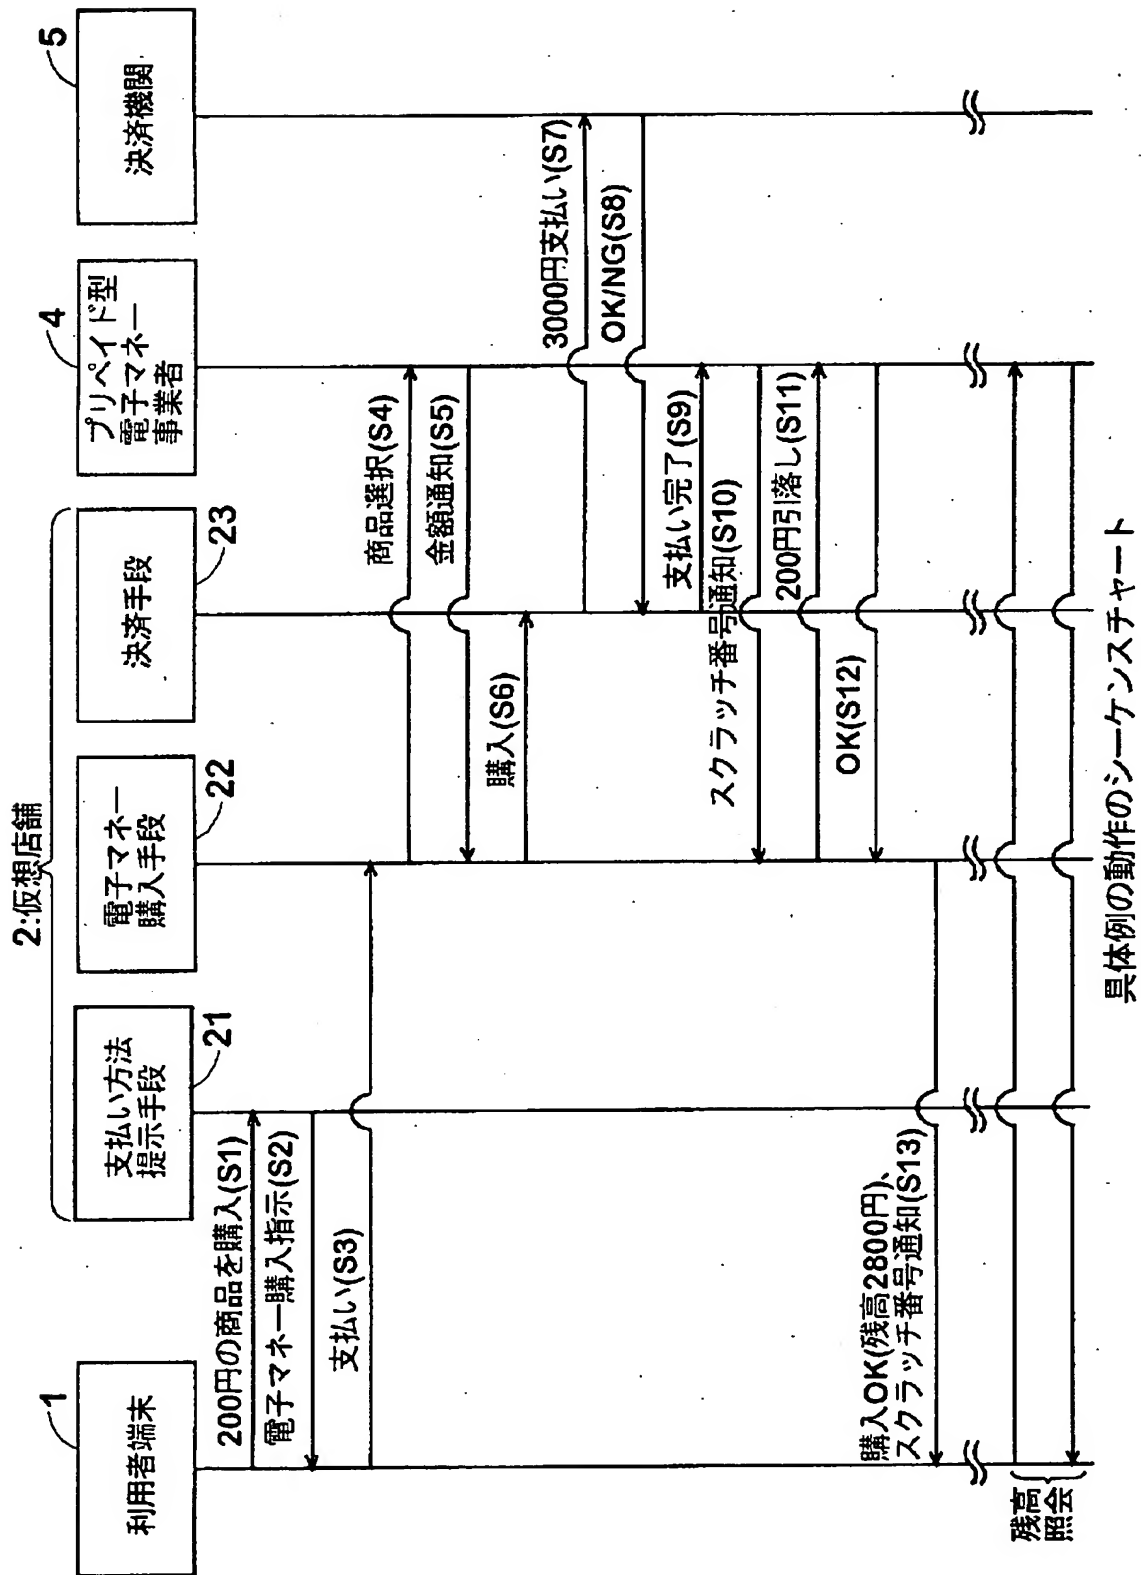 2:仮想店舗
1
利用者端末
21
支払い方法
提示手段
22
電子マネー
購入手段
23
決済手段
4
プリペイド型
電子マネー
事業者
5
決済機関
200円の商品を購入(S1)
電子マネー購入指示(S2)
支払い(S3)
商品選択(S4)
金額通知(S5)
購入(S6)
3000円支払い(S7)
OK/NG(S8)
支払い完了(S9)
スクラッチ番号通知(S10)
200円引落し(S11)
OK(S12)
購入OK(残高2800円)、
スクラッチ番号通知(S13)
残高
照会
具体例の動作のシーケンスチャート